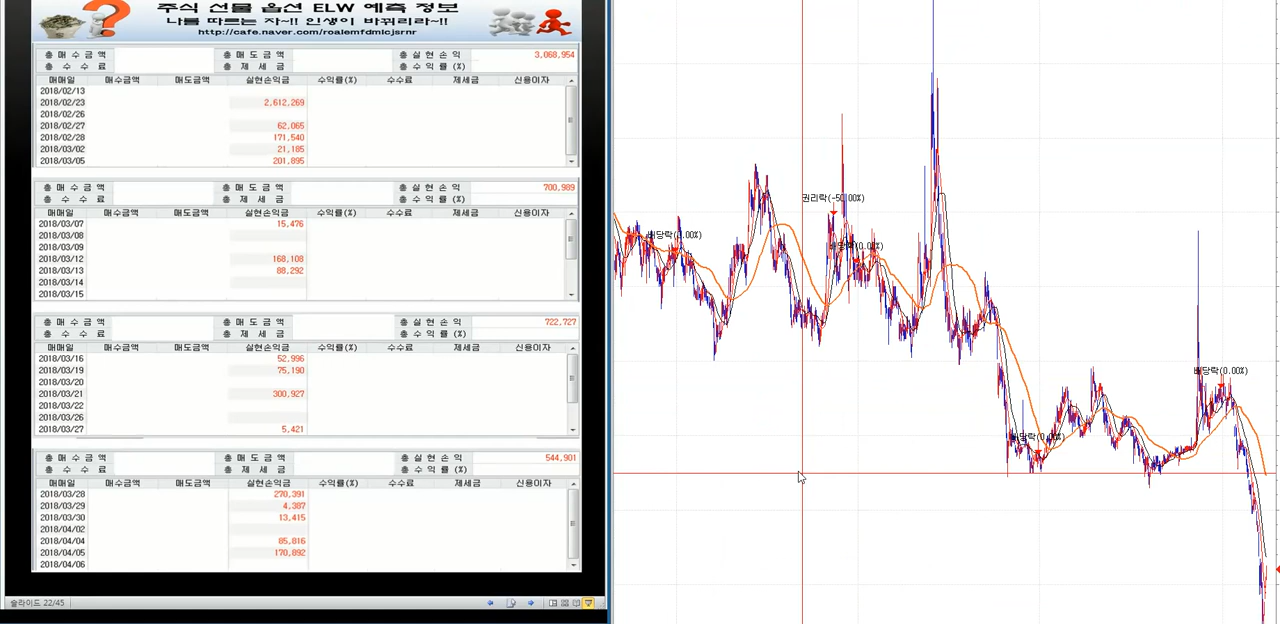 주식 선물 옵션 ELW 예측 정보
나를 따르는 자~!! 인생이 바뀌리라~!!
총 매 수 금 액 총 매 도 금 액 총 실 현 손 익 3,068,954
총 수 수 료 총 제 세 금 총 수 익 률 (%)
매매일 매수금액 매도금액 실현손익금 수익률(%) 수수료 제세금 신용이자
2018/02/13
2018/02/23 2,612,269
2018/02/26
2018/02/27 62,065
2018/02/28 171,540
2018/03/02 21,185
2018/03/05 201,895
총 매 수 금 액 총 매 도 금 액 총 실 현 손 익 700,989
총 수 수 료 총 제 세 금 총 수 익 률 (%)
매매일 매수금액 매도금액 실현손익금 수익률(%) 수수료 제세금 신용이자
2018/03/07 15,476
2018/03/08
2018/03/09
2018/03/12 168,108
2018/03/13 88,292
2018/03/14
2018/03/15
총 매 수 금 액 총 매 도 금 액 총 실 현 손 익 722,727
총 수 수 료 총 제 세 금 총 수 익 률 (%)
매매일 매수금액 매도금액 실현손익금 수익률(%) 수수료 제세금 신용이자
2018/03/16 52,996
2018/03/19 75,190
2018/03/20
2018/03/21 300,927
2018/03/22
2018/03/26
2018/03/27 5,421
총 매 수 금 액 총 매 도 금 액 총 실 현 손 익 544,901
총 수 수 료 총 제 세 금 총 수 익 률 (%)
매매일 매수금액 매도금액 실현손익금 수익률(%) 수수료 제세금 신용이자
2018/03/28 270,391
2018/03/29 4,387
2018/03/30 13,415
2018/04/02
2018/04/04 85,816
2018/04/05 170,892
2018/04/06
슬라이드 22/45
권리락(-50.00%)
배당락(0.00%)
배당락(0.00%)
배당락(0.00%)
배당락(0.00%)